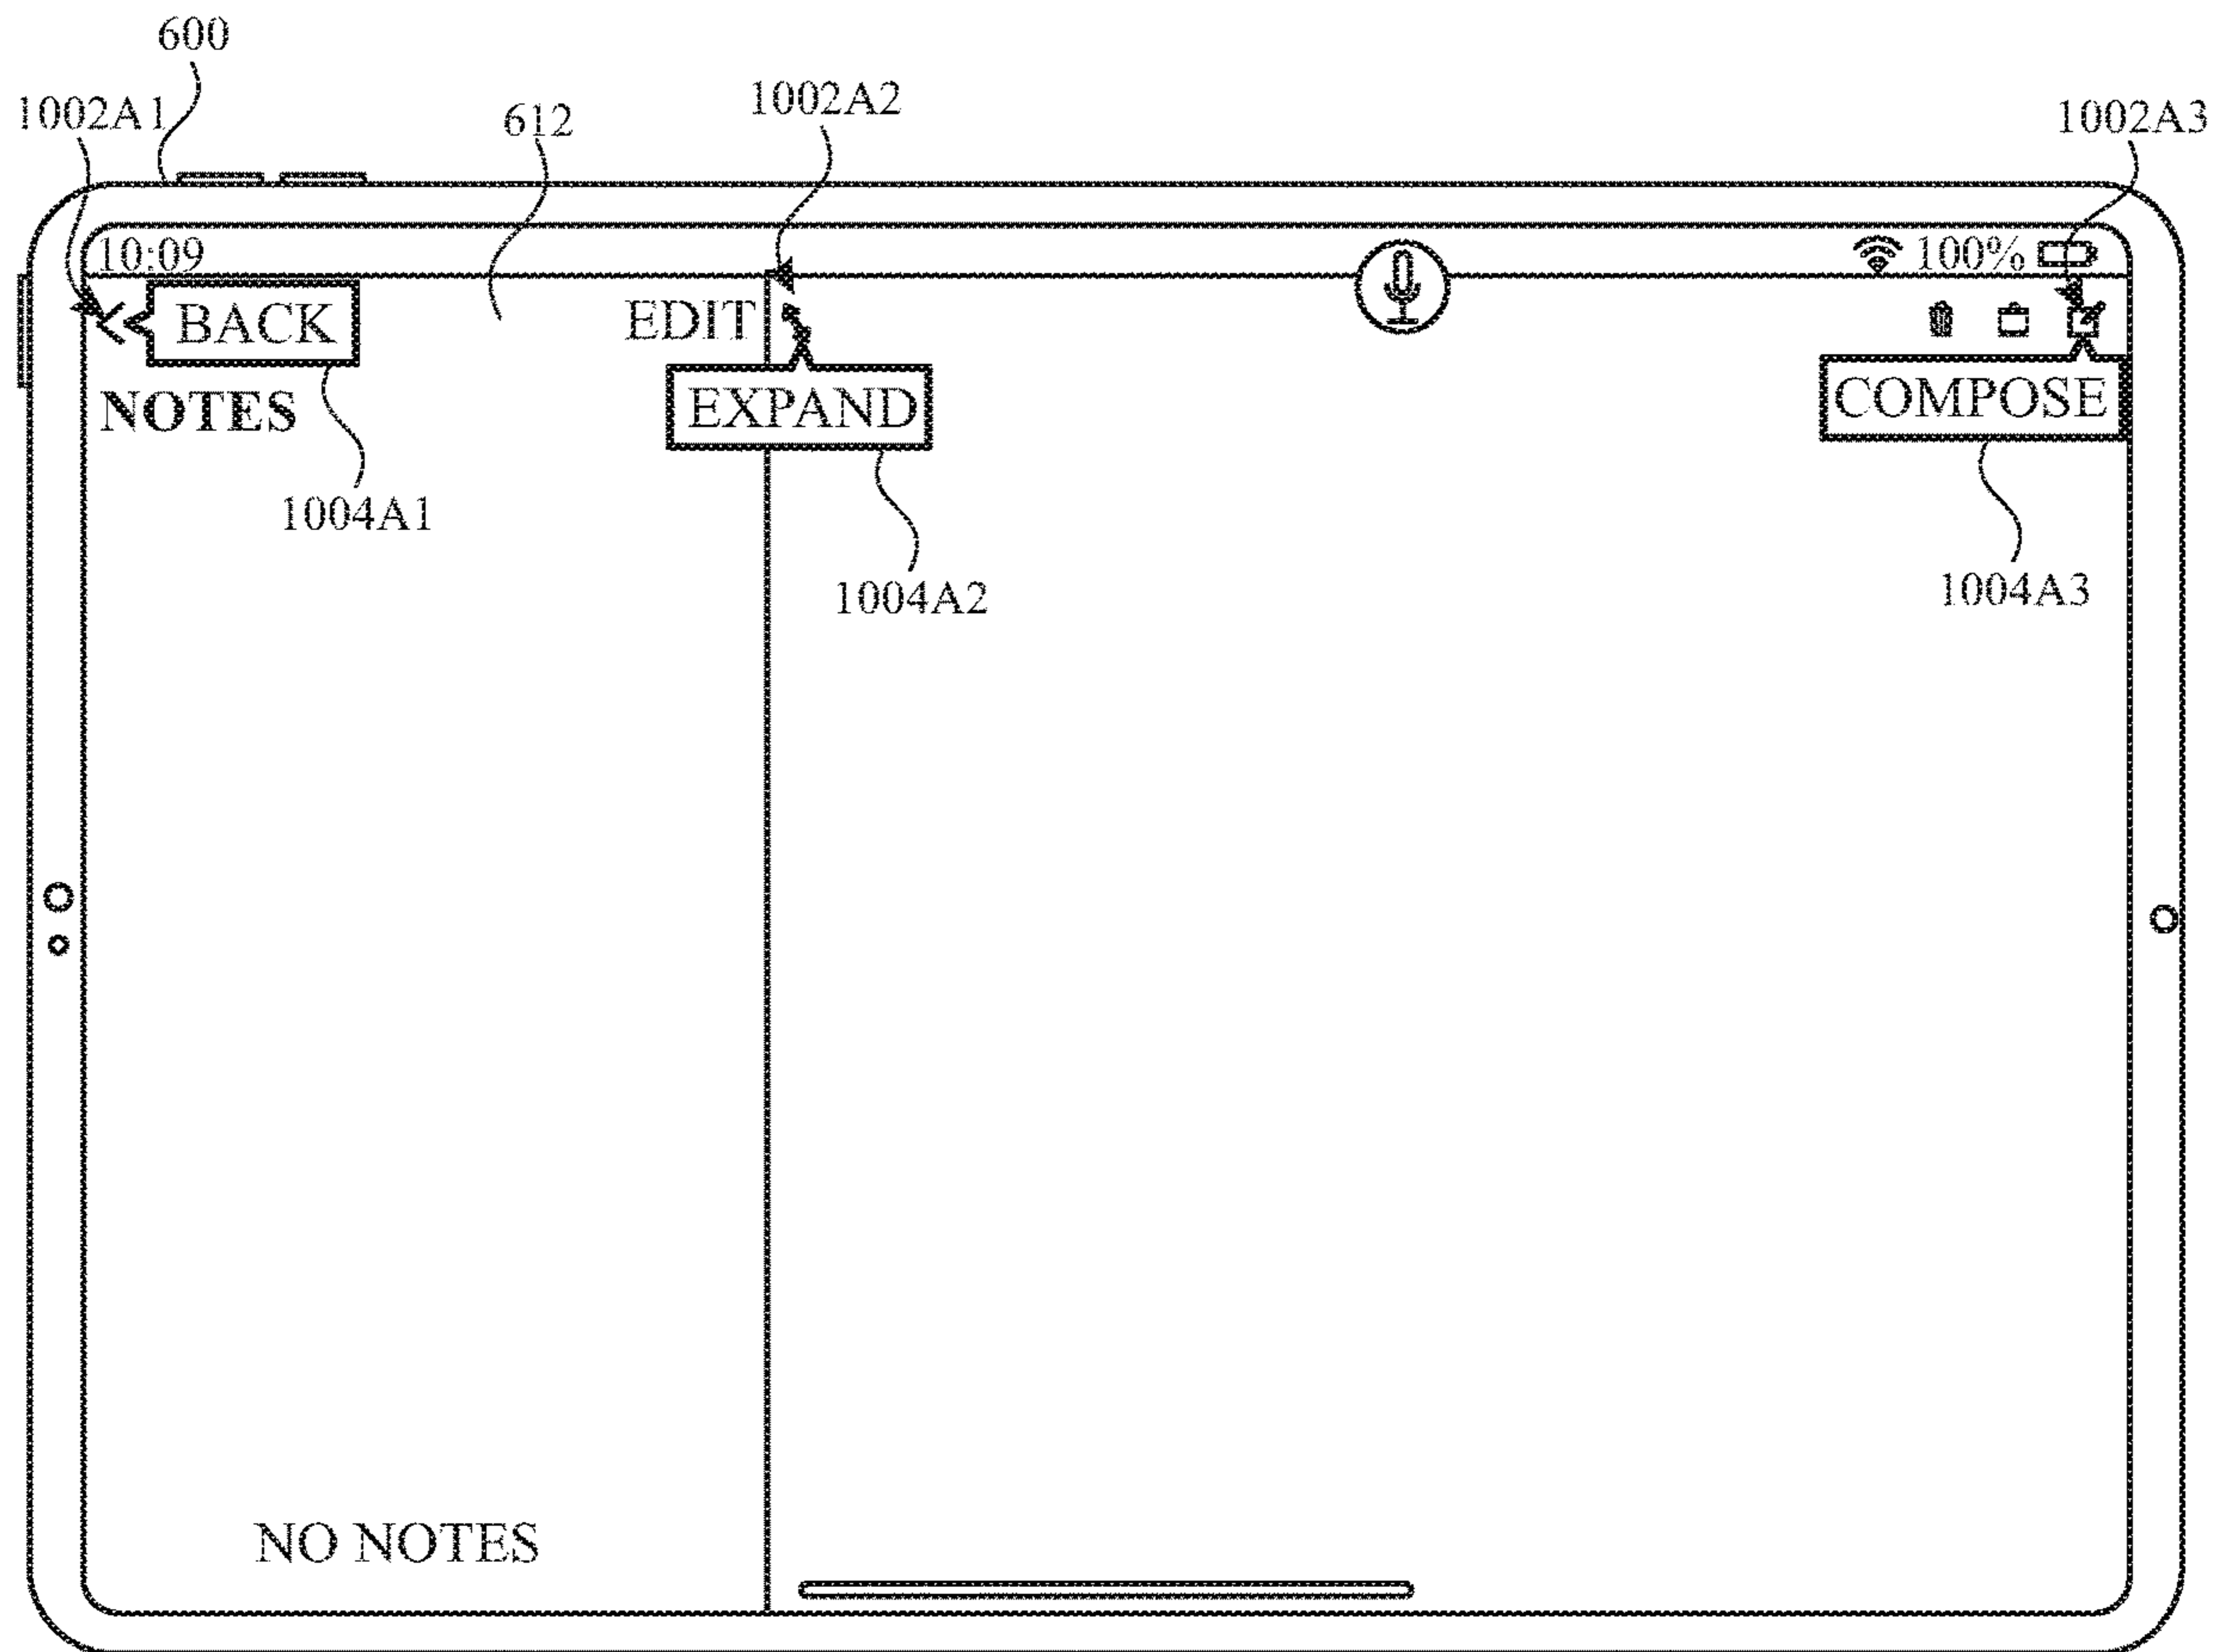 600
1002A1
612
1002A2
1002A3
10:09
100%
BACK
EDIT
NOTES
EXPAND
COMPOSE
1004A1
1004A2
1004A3
NO NOTES